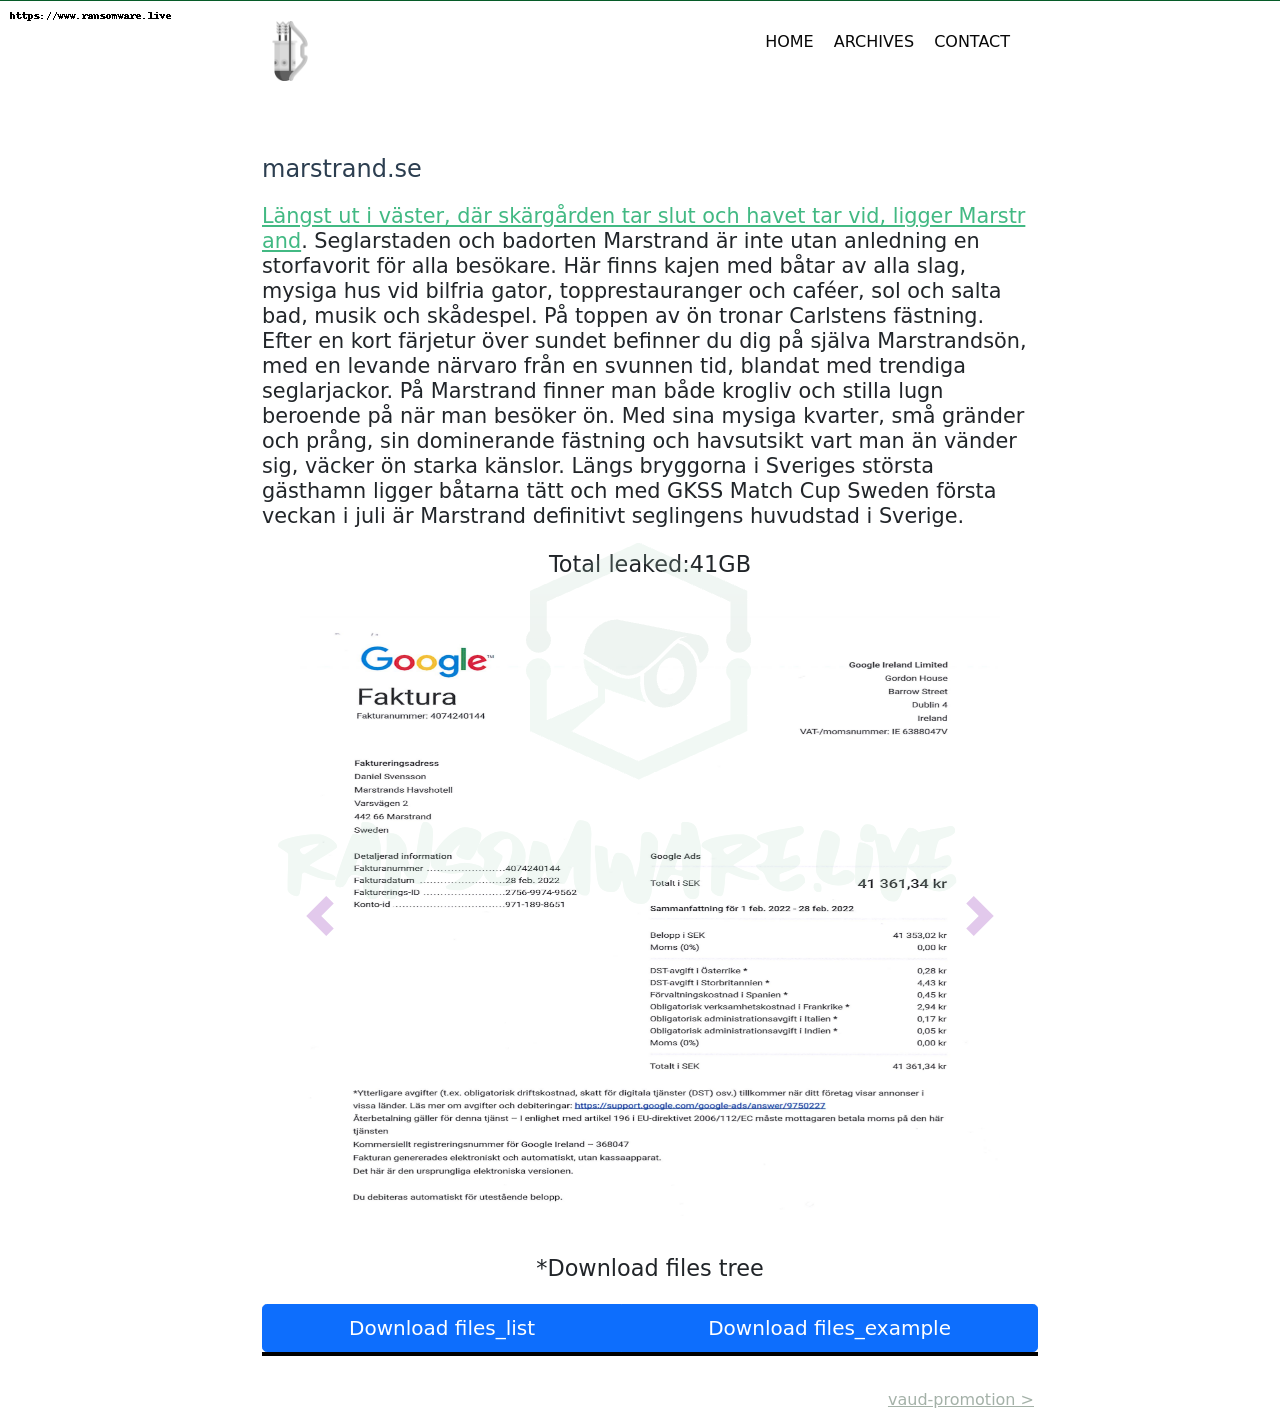 https://www.ransomware.live
HOME ARCHIVES CONTACT
marstrand.se
Längst ut i väster, där skärgården tar slut och havet tar vid, ligger Marstr
and. Seglarstaden och badorten Marstrand är inte utan anledning en
storfavorit för alla besökare. Här finns kajen med båtar av alla slag,
mysiga hus vid bilfria gator, topprestauranger och caféer, sol och salta
bad, musik och skådespel. På toppen av ön tronar Carlstens fästning.
Efter en kort färjetur över sundet befinner du dig på själva Marstrandsön,
med en levande närvaro från en svunnen tid, blandat med trendiga
seglarjackor. På Marstrand finner man både krogliv och stilla lugn
beroende på när man besöker ön. Med sina mysiga kvarter, små gränder
och prång, sin dominerande fästning och havsutsikt vart man än vänder
sig, väcker ön starka känslor. Längs bryggorna i Sveriges största
gästhamn ligger båtarna tätt och med GKSS Match Cup Sweden första
veckan i juli är Marstrand definitivt seglingens huvudstad i Sverige.
Total leaked:41GB
Google™
Faktura
Fakturanummer: 4074240144
Google Ireland Limited
Gordon House
Barrow Street
Dublin 4
Ireland
VAT-/momsnummer: IE 6388047V
Faktureringsadress
Daniel Svensson
Marstrands Havshotell
Varsvägen 2
442 66 Marstrand
Sweden
RANSOMWARE.LIVE
Detaljerad information
Fakturanummer ........................4074240144
Fakturadatum ..........................28 feb. 2022
Fakturerings-ID .........................2756-9974-9562
Konto-id ..................................971-189-8651
Google Ads
Totalt i SEK 41 361,34 kr
Sammanfattning för 1 feb. 2022 - 28 feb. 2022
Belopp i SEK 41 353,02 kr
Moms (0%) 0,00 kr
DST-avgift i Österrike * 0,28 kr
DST-avgift i Storbritannien * 4,43 kr
Förvaltningskostnad i Spanien * 0,45 kr
Obligatorisk verksamhetskostnad i Frankrike * 2,94 kr
Obligatorisk administrationsavgift i Italien * 0,17 kr
Obligatorisk administrationsavgift i Indien * 0,05 kr
Moms (0%) 0,00 kr
Totalt i SEK 41 361,34 kr
*Ytterligare avgifter (t.ex. obligatorisk driftskostnad, skatt för digitala tjänster (DST) osv.) tillkommer när ditt företag visar annonser i
vissa länder. Läs mer om avgifter och debiteringar: https://support.google.com/google-ads/answer/9750227
Återbetalning gäller för denna tjänst – i enlighet med artikel 196 i EU-direktivet 2006/112/EC måste mottagaren betala moms på den här
tjänsten
Kommersiellt registreringsnummer för Google Ireland – 368047
Fakturan genererades elektroniskt och automatiskt, utan kassaapparat.
Det här är den ursprungliga elektroniska versionen.
Du debiteras automatiskt för utestående belopp.
*Download files tree
Download files_list Download files_example
vaud-promotion >